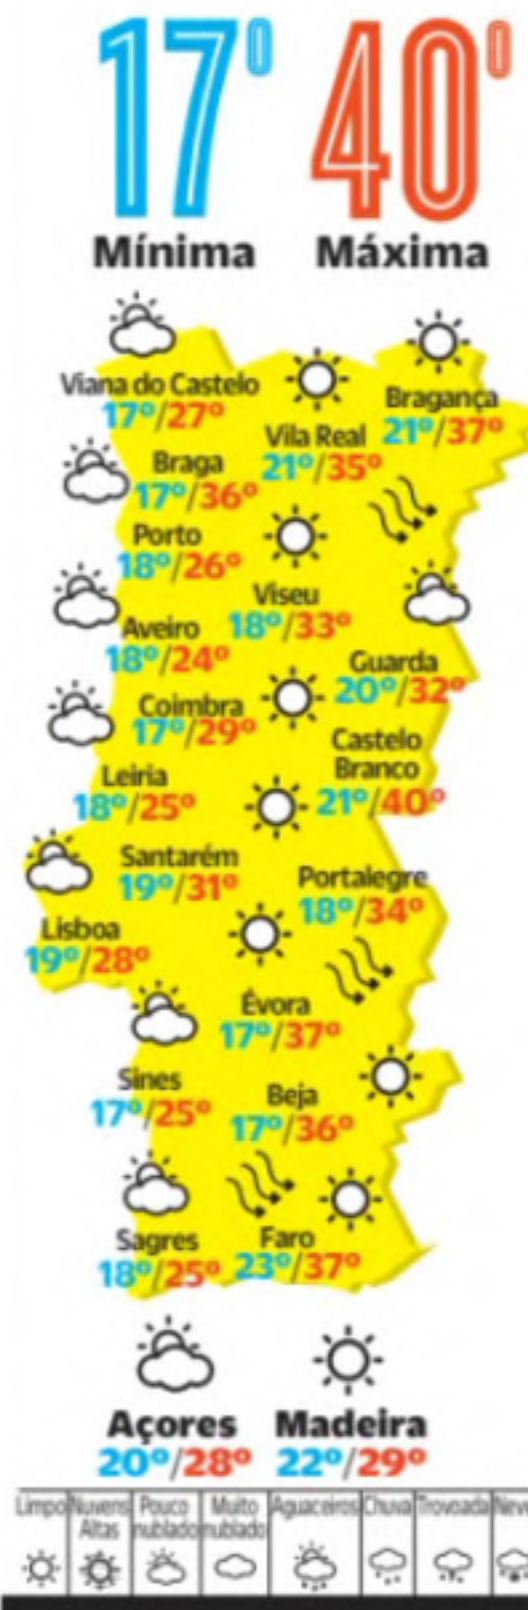 17° 40°
Mínima Máxima
Viana do Castelo
17°/27°
Bragança
21°/37°
Vila Real
21°/35°
Braga
17°/36°
Porto
18°/26°
Viseu
18°/33°
Aveiro
18°/24°
Guarda
20°/32°
Coimbra
17°/29°
Castelo
Branco
21°/40°
Leiria
18°/25°
Santarém
19°/31°
Portalegre
18°/34°
Lisboa
19°/28°
Évora
17°/37°
Sines
17°/25°
Beja
17°/36°
Sagres
18°/25°
Faro
23°/37°
Açores Madeira
20°/28° 22°/29°
Limpo
Nuvens
Altas
Pouco
nublado
Muito
nublado
Aguaceiros
Chuva
Trovoada
Neve